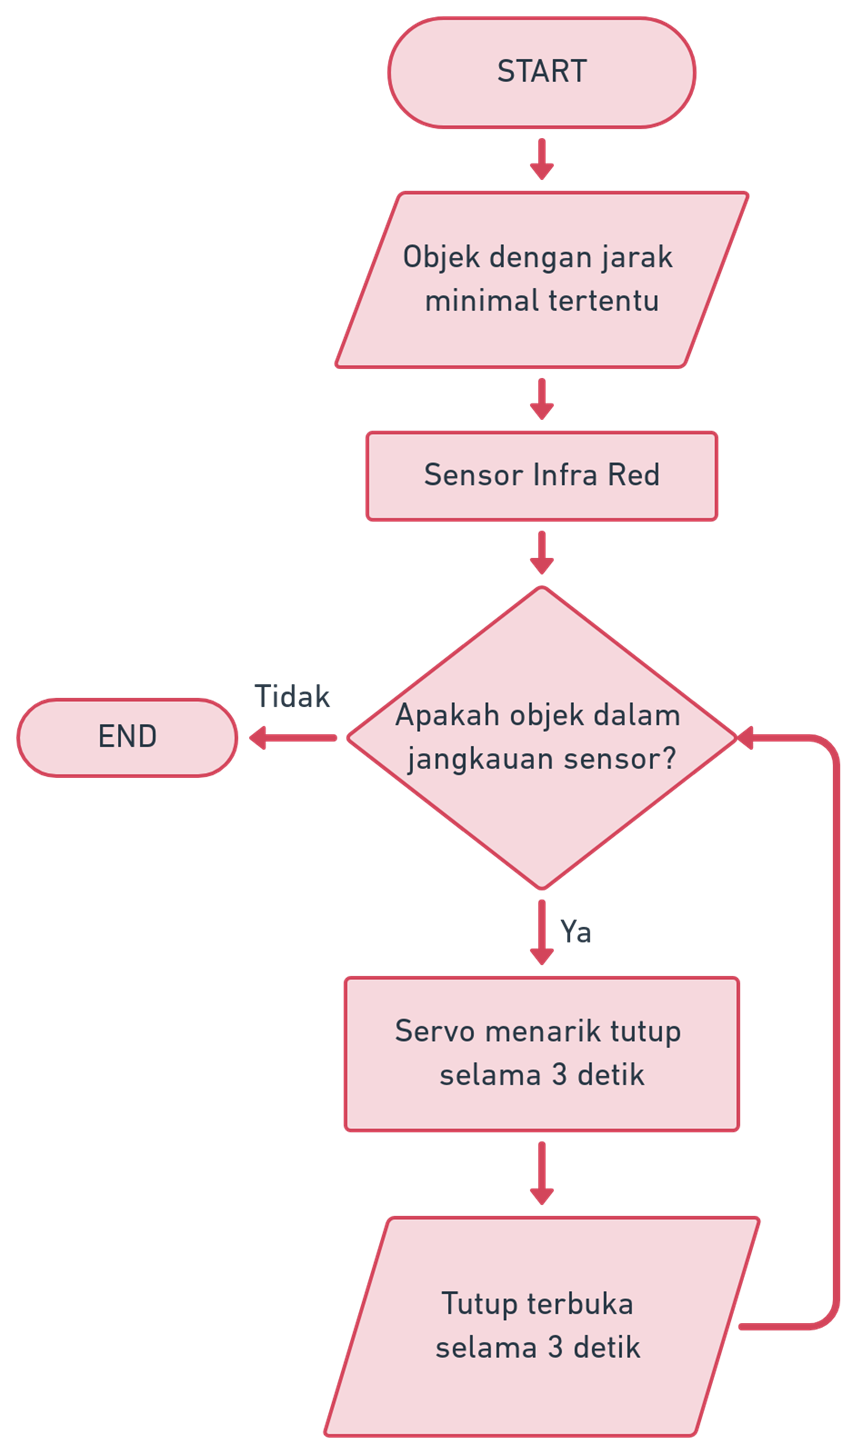 START
Objek dengan jarak
minimal tertentu
Sensor Infra Red
Apakah objek dalam
jangkauan sensor?
Tidak
END
Ya
Servo menarik tutup
selama 3 detik
Tutup terbuka
selama 3 detik